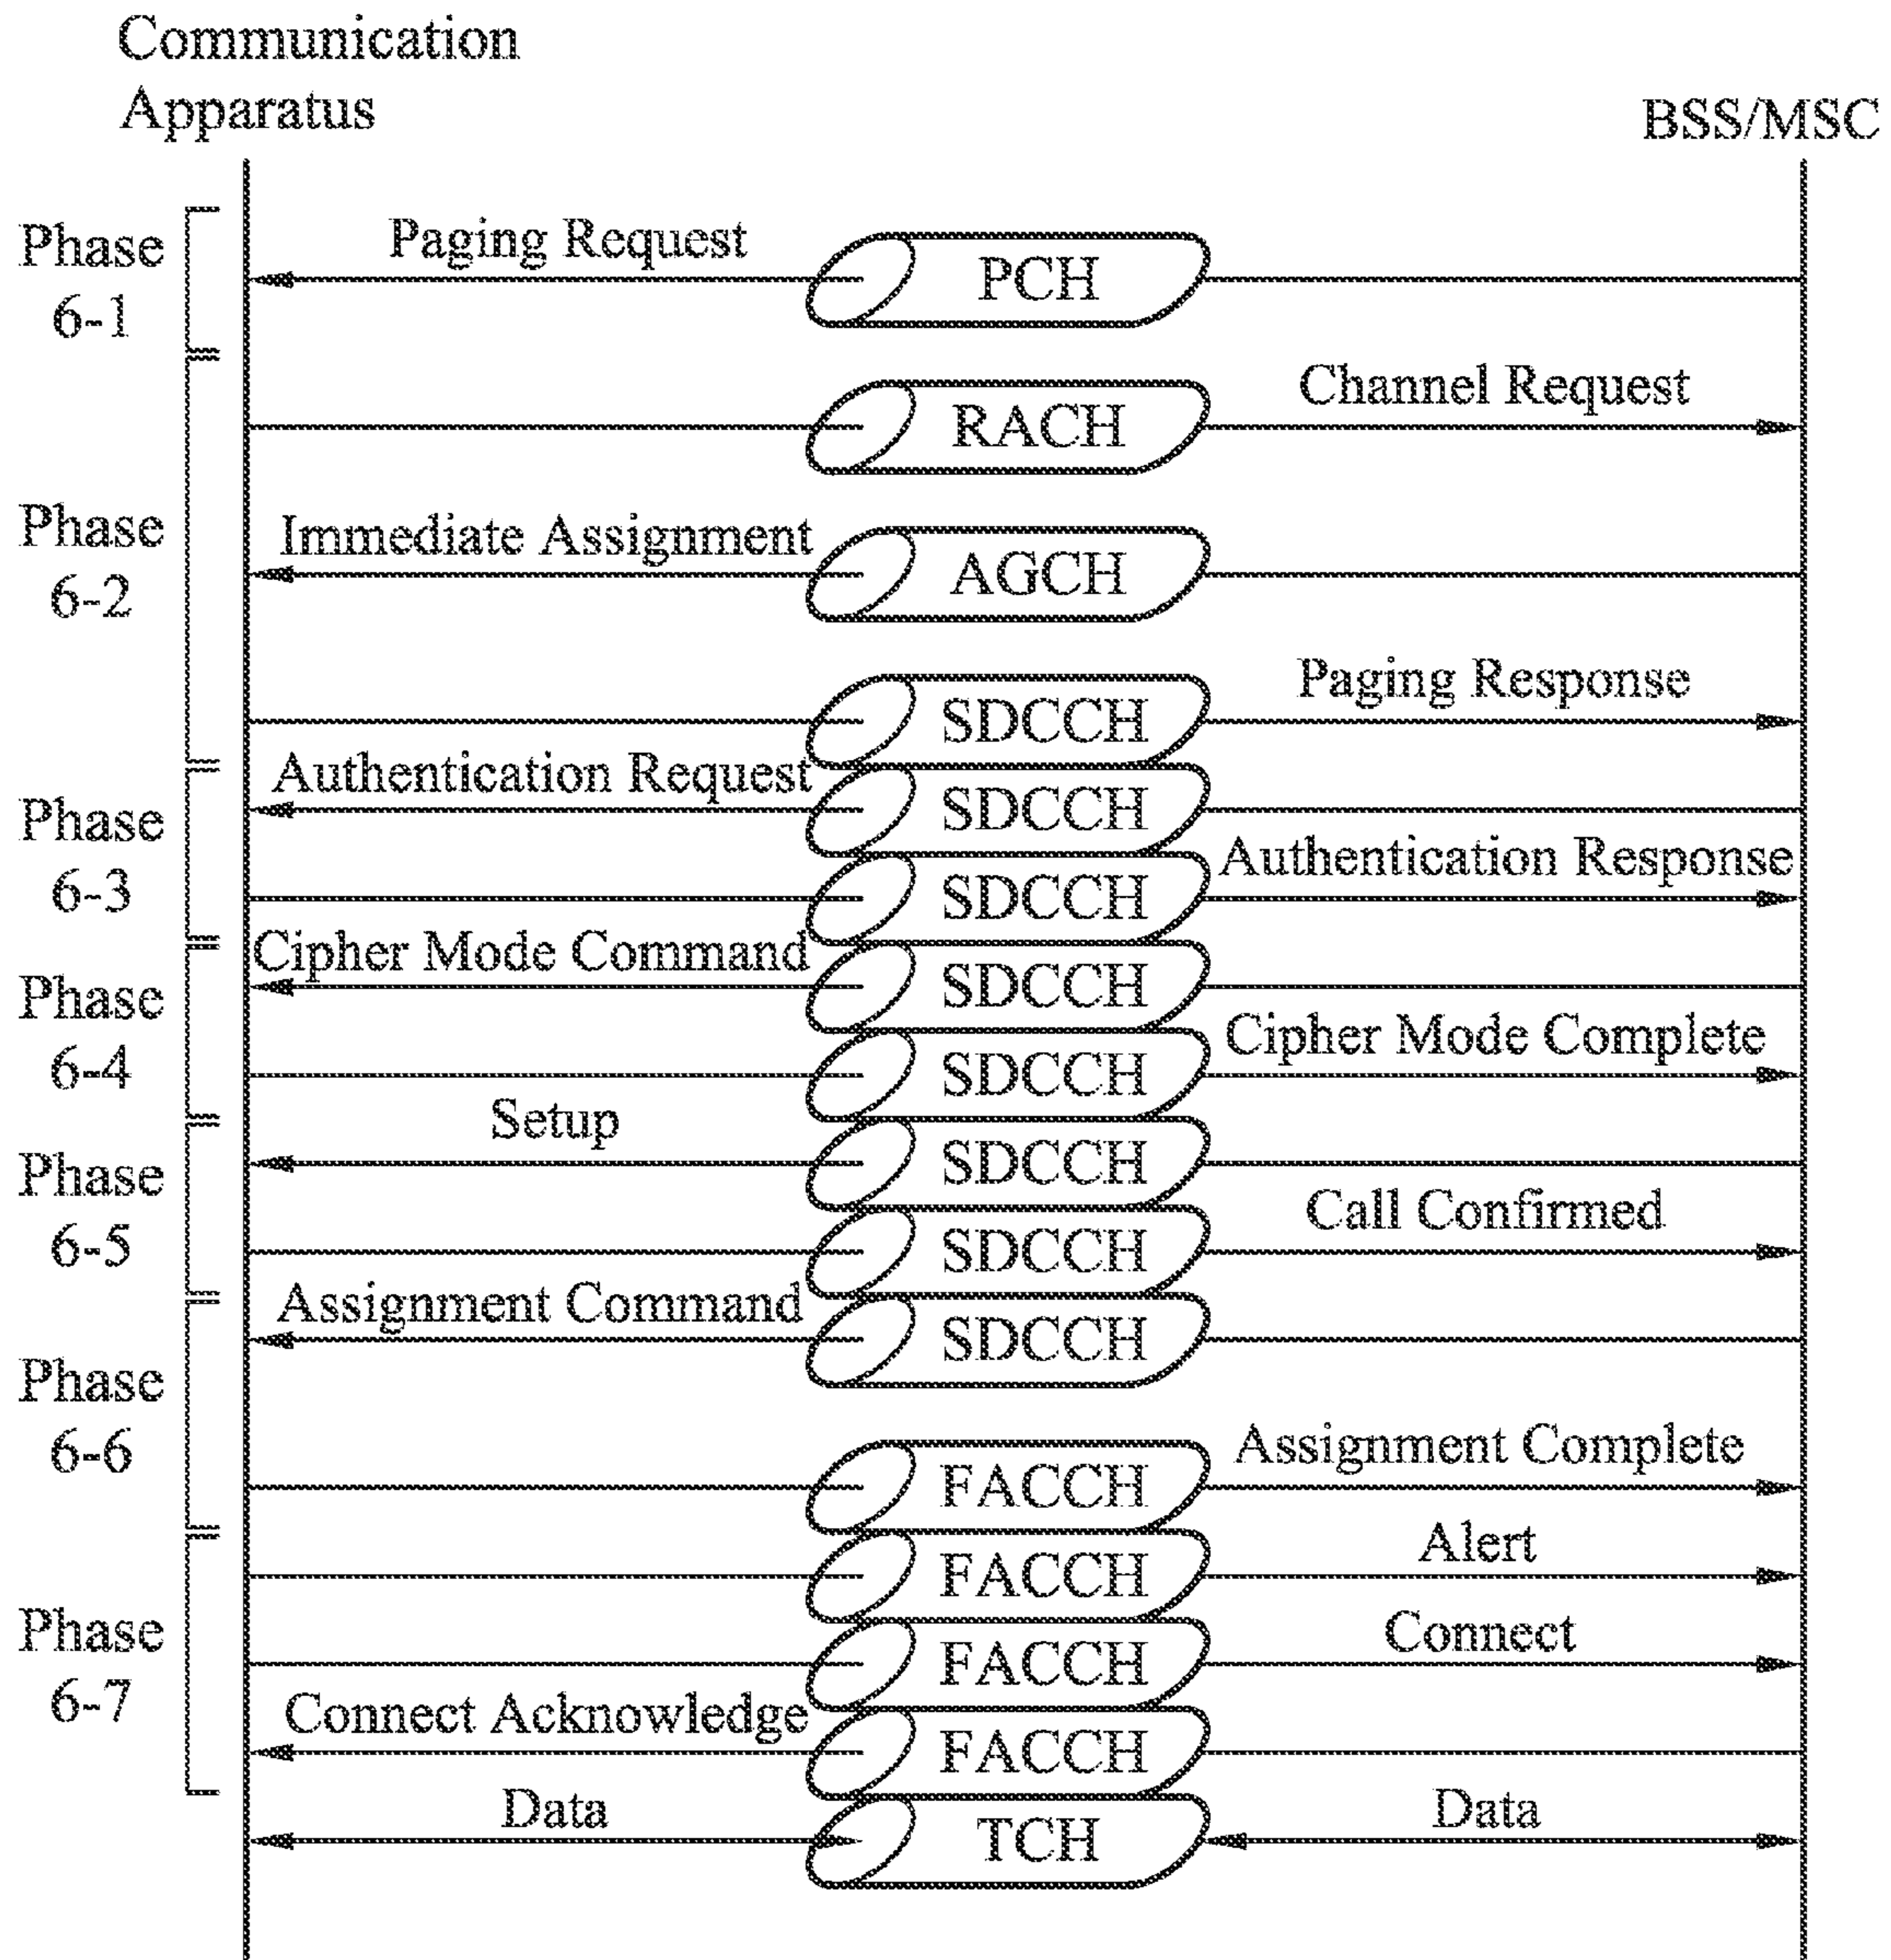 Communication
Apparatus
BSS/MSC
Phase
6-1
Paging Request
PCH
RACH
Channel Request
Phase
6-2
Immediate Assignment
AGCH
SDCCH
Paging Response
Phase
6-3
Authentication Request
SDCCH
SDCCH
Authentication Response
Phase
6-4
Cipher Mode Command
SDCCH
SDCCH
Cipher Mode Complete
Phase
6-5
Setup
SDCCH
SDCCH
Call Confirmed
Phase
6-6
Assignment Command
SDCCH
FACCH
Assignment Complete
Phase
6-7
FACCH
Alert
FACCH
Connect
Connect Acknowledge
FACCH
Data
TCH
Data